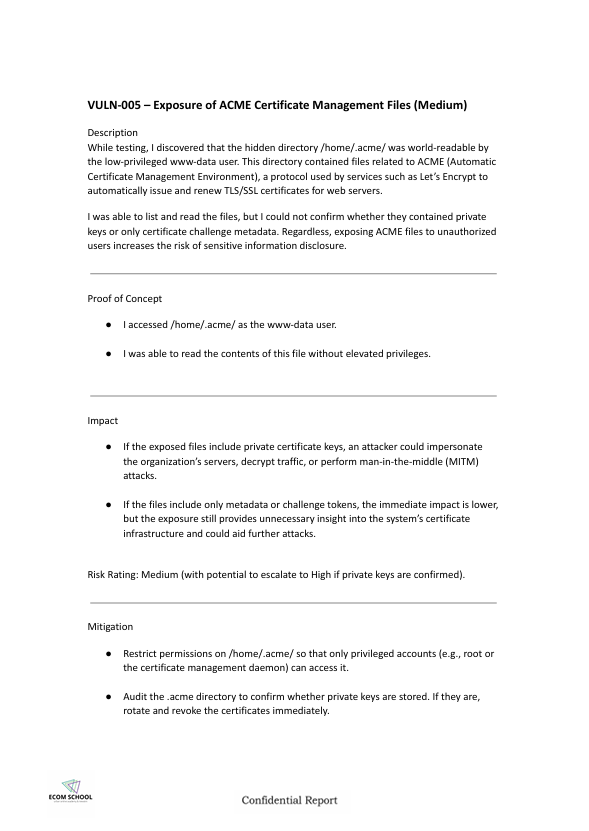 VULN-005 – Exposure of ACME Certificate Management Files (Medium)
Description
While testing, I discovered that the hidden directory /home/.acme/ was world-readable by
the low-privileged www-data user. This directory contained files related to ACME (Automatic
Certificate Management Environment), a protocol used by services such as Let’s Encrypt to
automatically issue and renew TLS/SSL certificates for web servers.
I was able to list and read the files, but I could not confirm whether they contained private
keys or only certificate challenge metadata. Regardless, exposing ACME files to unauthorized
users increases the risk of sensitive information disclosure.
Proof of Concept
● I accessed /home/.acme/ as the www-data user.
● I was able to read the contents of this file without elevated privileges.
Impact
● If the exposed files include private certificate keys, an attacker could impersonate
the organization’s servers, decrypt traffic, or perform man-in-the-middle (MITM)
attacks.
● If the files include only metadata or challenge tokens, the immediate impact is lower,
but the exposure still provides unnecessary insight into the system’s certificate
infrastructure and could aid further attacks.
Risk Rating: Medium (with potential to escalate to High if private keys are confirmed).
Mitigation
● Restrict permissions on /home/.acme/ so that only privileged accounts (e.g., root or
the certificate management daemon) can access it.
● Audit the .acme directory to confirm whether private keys are stored. If they are,
rotate and revoke the certificates immediately.
ECOM SCHOOL
Confidential Report